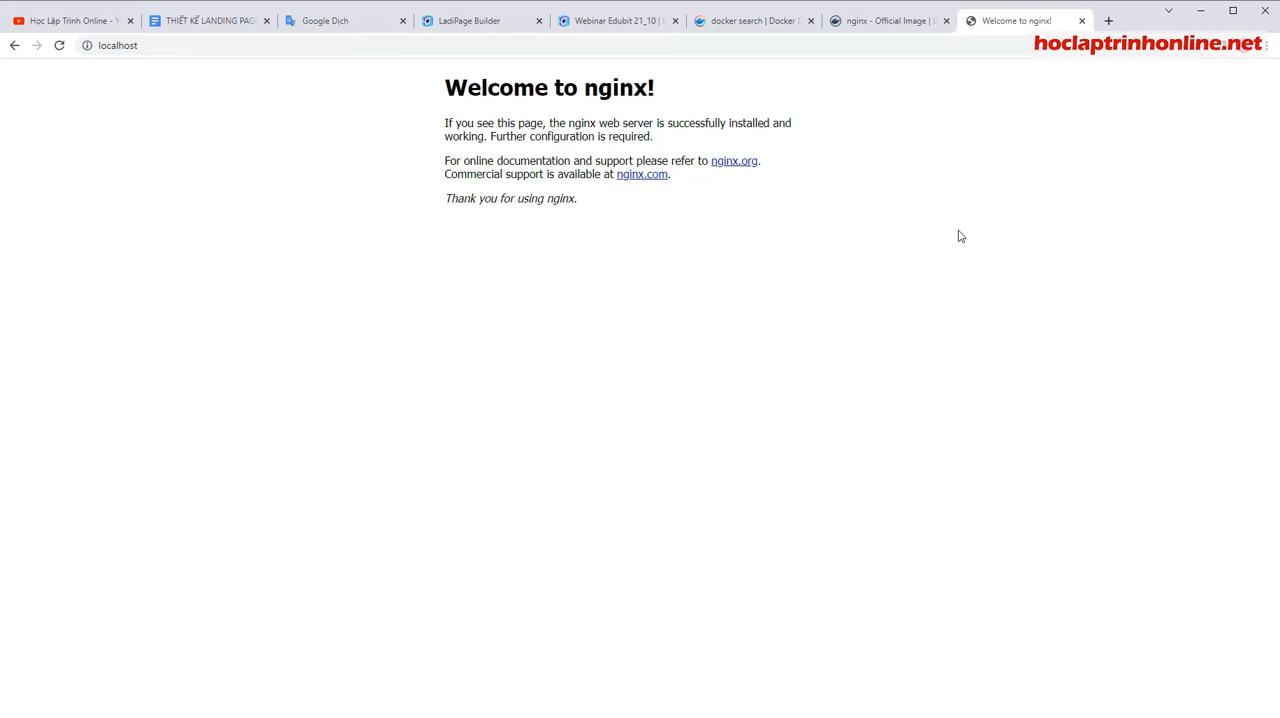 Học Lập Trình Online - Y
THIẾT KẾ LANDING PAGE
Google Dịch
LadiPage Builder
Webinar Edubit 21_10 | L
docker search | Docker D
nginx - Official Image | D
Welcome to nginx!
localhost
hoclaptrinhonline.net
Welcome to nginx!
If you see this page, the nginx web server is successfully installed and
working. Further configuration is required.
For online documentation and support please refer to nginx.org.
Commercial support is available at nginx.com.
Thank you for using nginx.